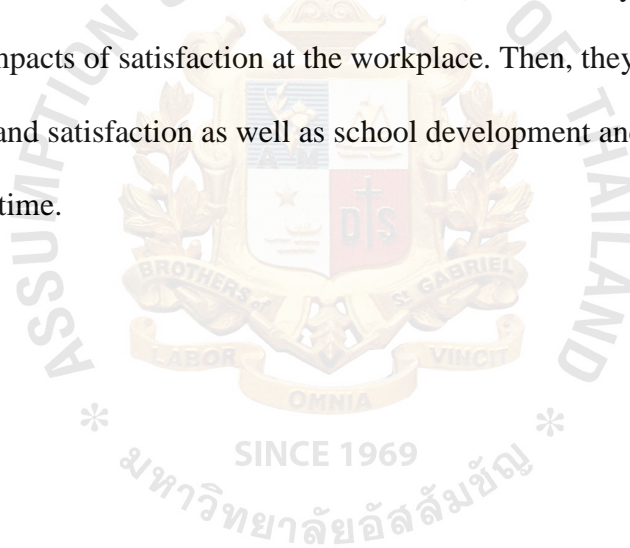 mpacts of satisfaction at the workplace. Then, they
and satisfaction as well as school development and
time.
ASSUMPTION
OF
THAILAND
A M
D S
BROTHERS of
St GABRIEL
LABOR
VINCIT
OMNIA
SINCE 1969
มหาวิทยาลัยอัสสัมชัญ